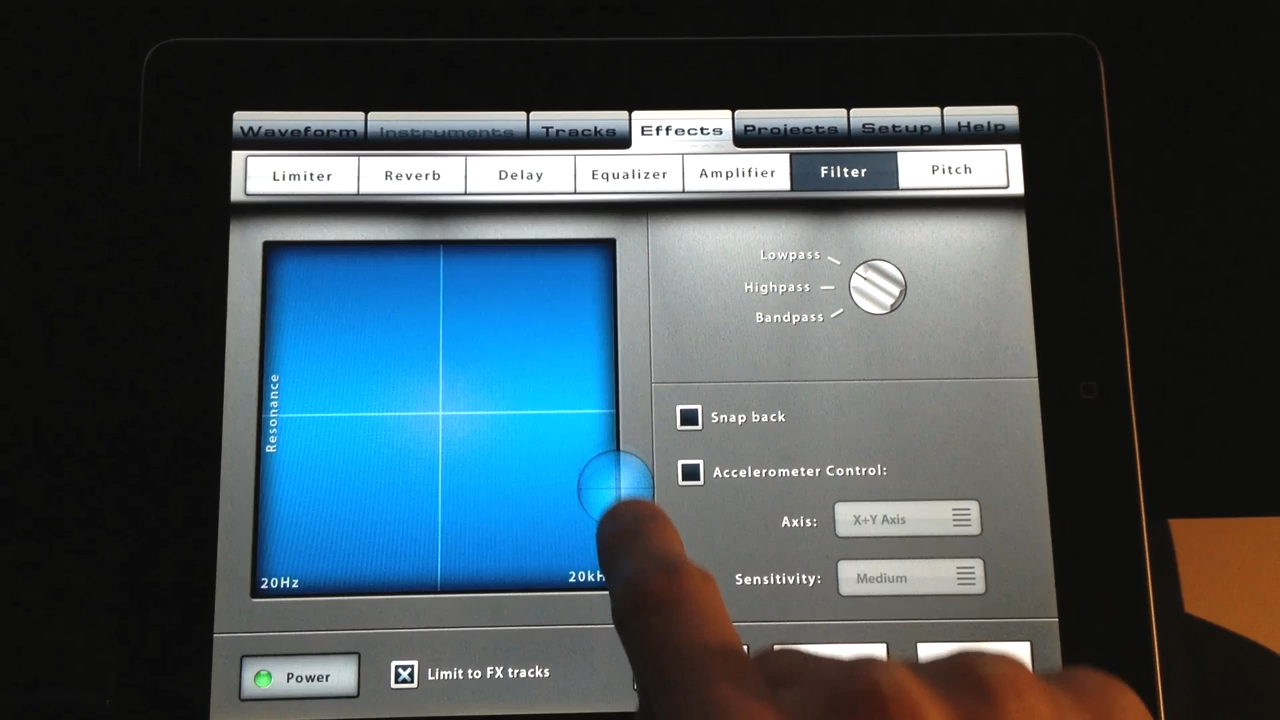 Waveform Instruments Tracks Effects Projects Setup Help
Limiter Reverb Delay Equalizer Amplifier Filter Pitch
Lowpass
Highpass
Bandpass
Resonance
Snap back
Accelerometer Control:
Axis: X+Y Axis
Sensitivity: Medium
20Hz
Power
Limit to FX tracks